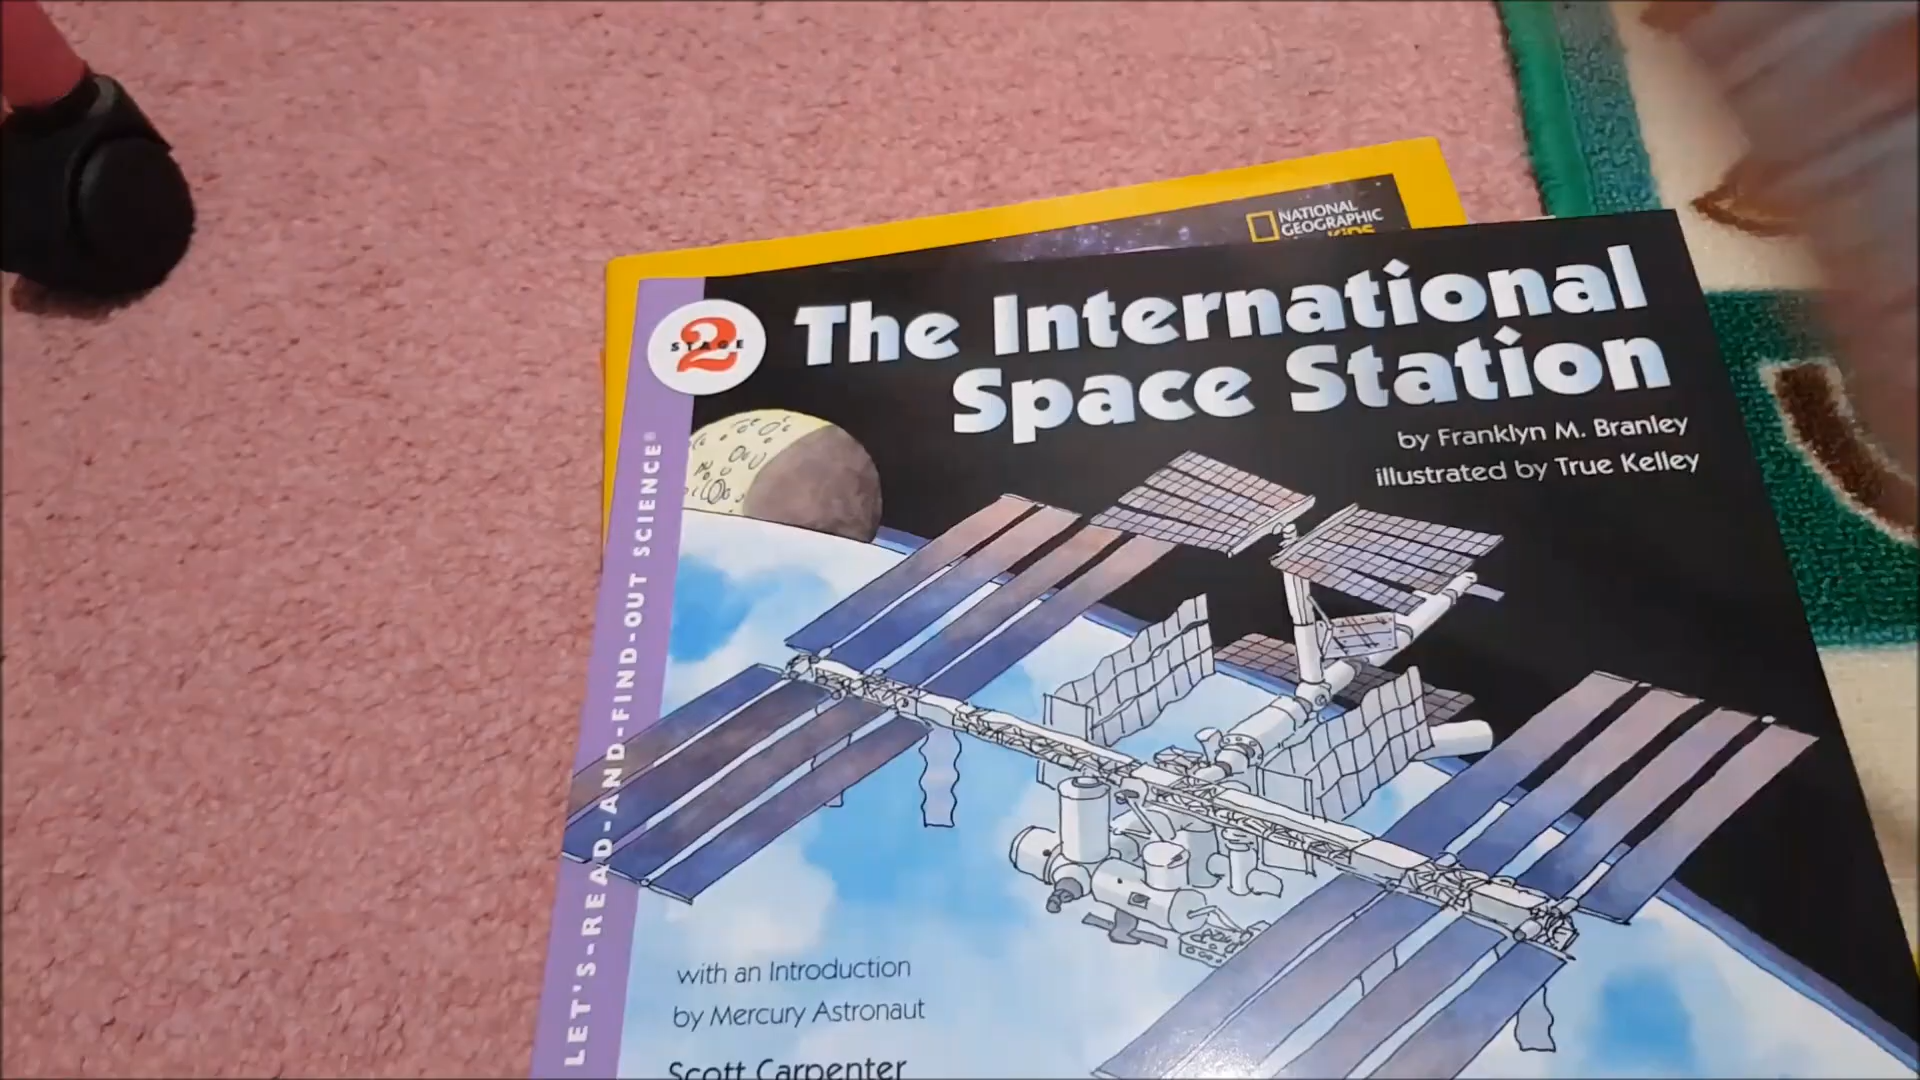 NATIONAL
GEOGRAPHIC
KiDS
2
STAGE
The International
Space Station
by Franklyn M. Branley
illustrated by True Kelley
LET'S-READ-AND-FIND-OUT SCIENCE®
with an Introduction
by Mercury Astronaut
Scott Carpenter